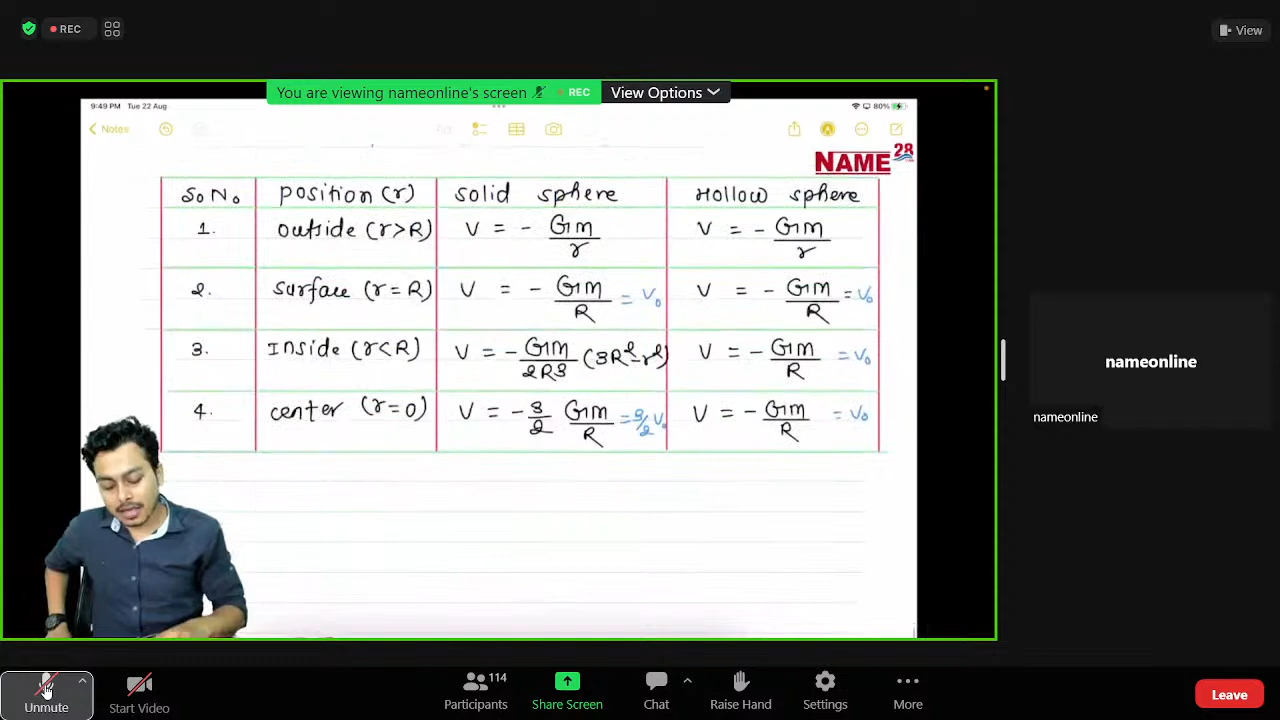 REC
View
You are viewing nameonline's screen
REC
View Options
9:49 PM Tue 22 Aug
80%
Notes
NAME 28
So No
position (r)
solid sphere
Hollow sphere
1.
outside (r>R)
V = - GM/r
V = - GM/r
2.
surface (r = R)
V = - GM/R = V₀
V = - GM/R = V₀
3.
Inside (r<R)
V = - GM/2R3 (3R²-r²)
V = - GM/R = V₀
4.
center (r=0)
V = - 3/2 GM/R = 3/2 V₀
V = - GM/R = V₀
nameonline
nameonline
Unmute
Start Video
114
Participants
Share Screen
Chat
Raise Hand
Settings
More
Leave